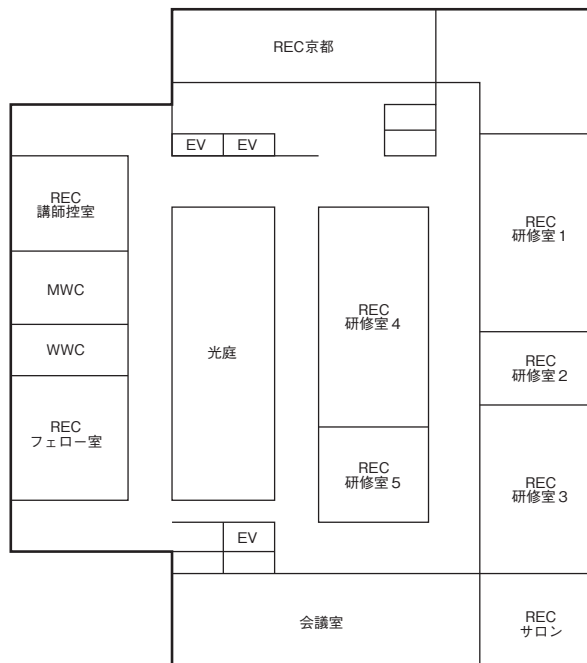 REC京都
EV
EV
REC
講師控室
REC
研修室1
MWC
REC
研修室4
WWC
光庭
REC
研修室2
REC
フェロー室
REC
研修室5
REC
研修室3
EV
会議室
REC
サロン